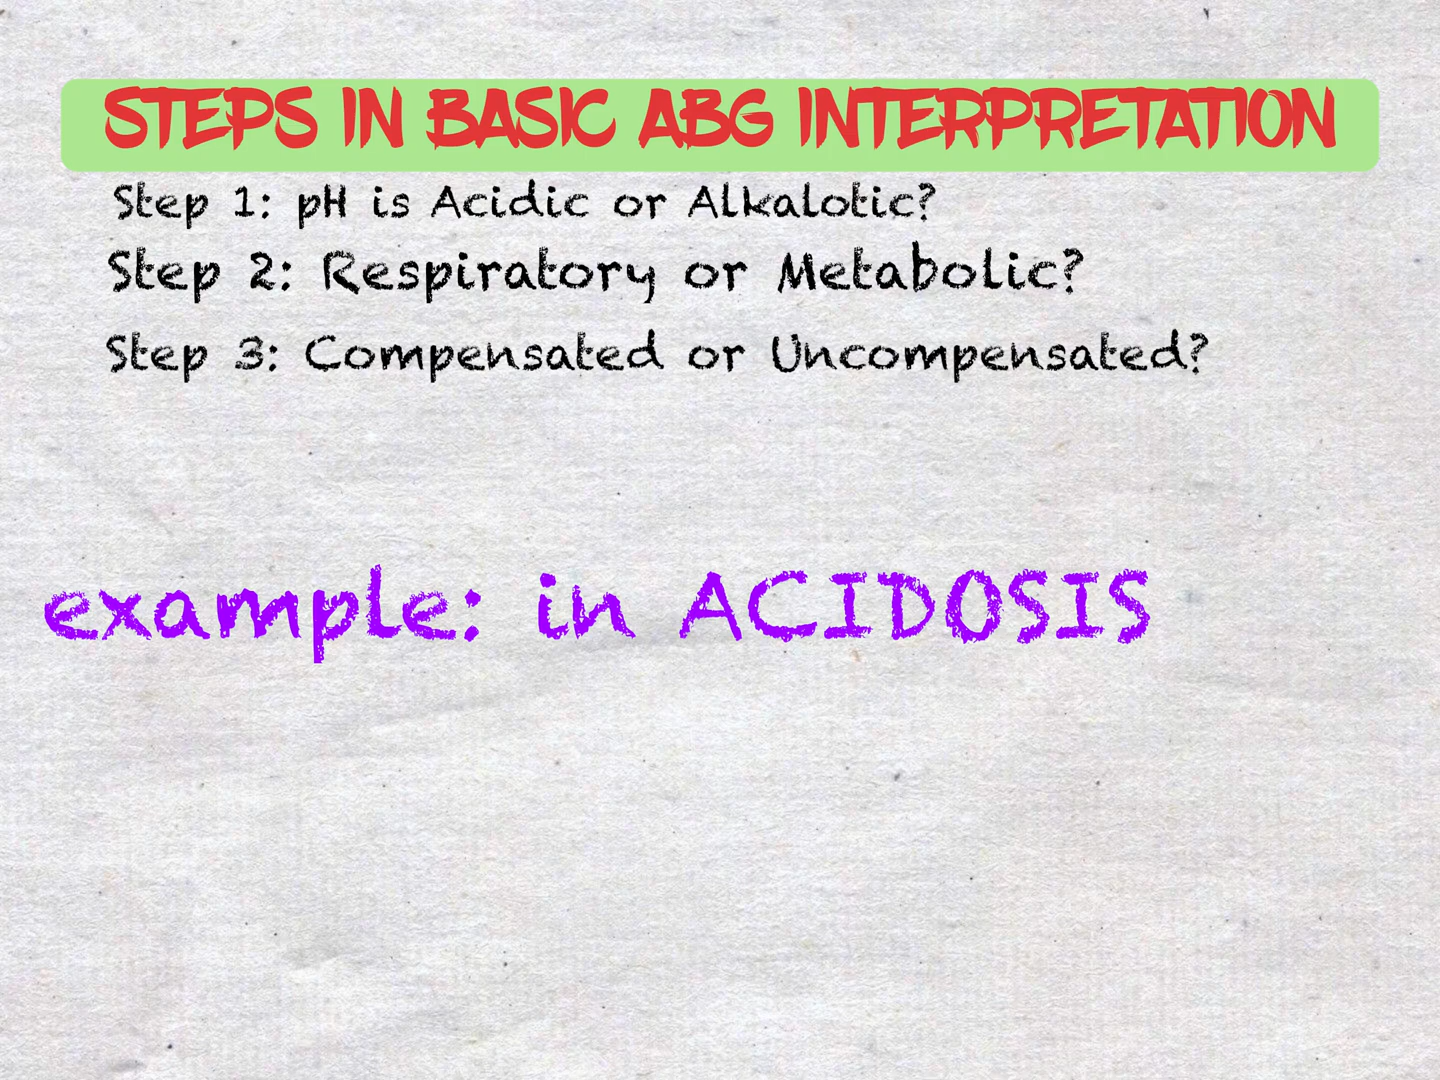 STEPS IN BASIC ABG INTERPRETATION
Step 1: pH is Acidic or Alkalotic?
Step 2: Respiratory or Metabolic?
Step 3: Compensated or Uncompensated?
example: in ACIDOSIS